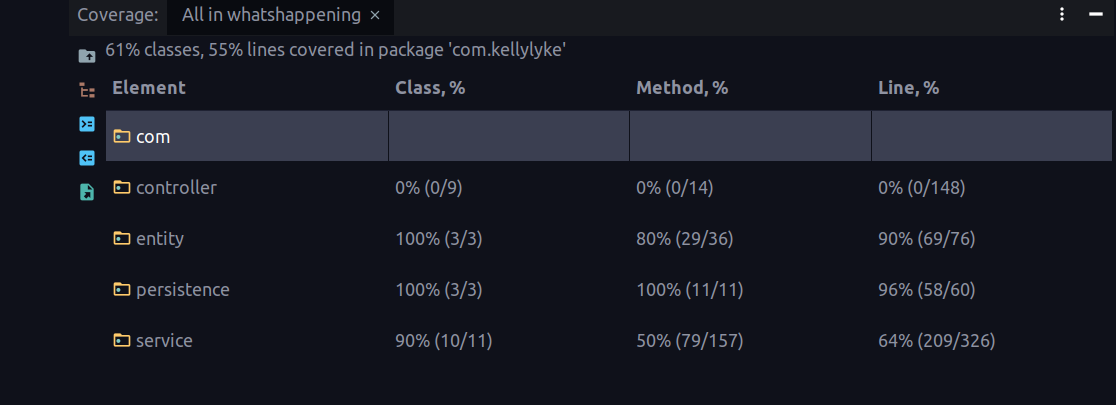 Coverage: All in whatshappening ×
61% classes, 55% lines covered in package 'com.kellylyke'
Element Class, % Method, % Line, %
com
controller 0% (0/9) 0% (0/14) 0% (0/148)
entity 100% (3/3) 80% (29/36) 90% (69/76)
persistence 100% (3/3) 100% (11/11) 96% (58/60)
service 90% (10/11) 50% (79/157) 64% (209/326)